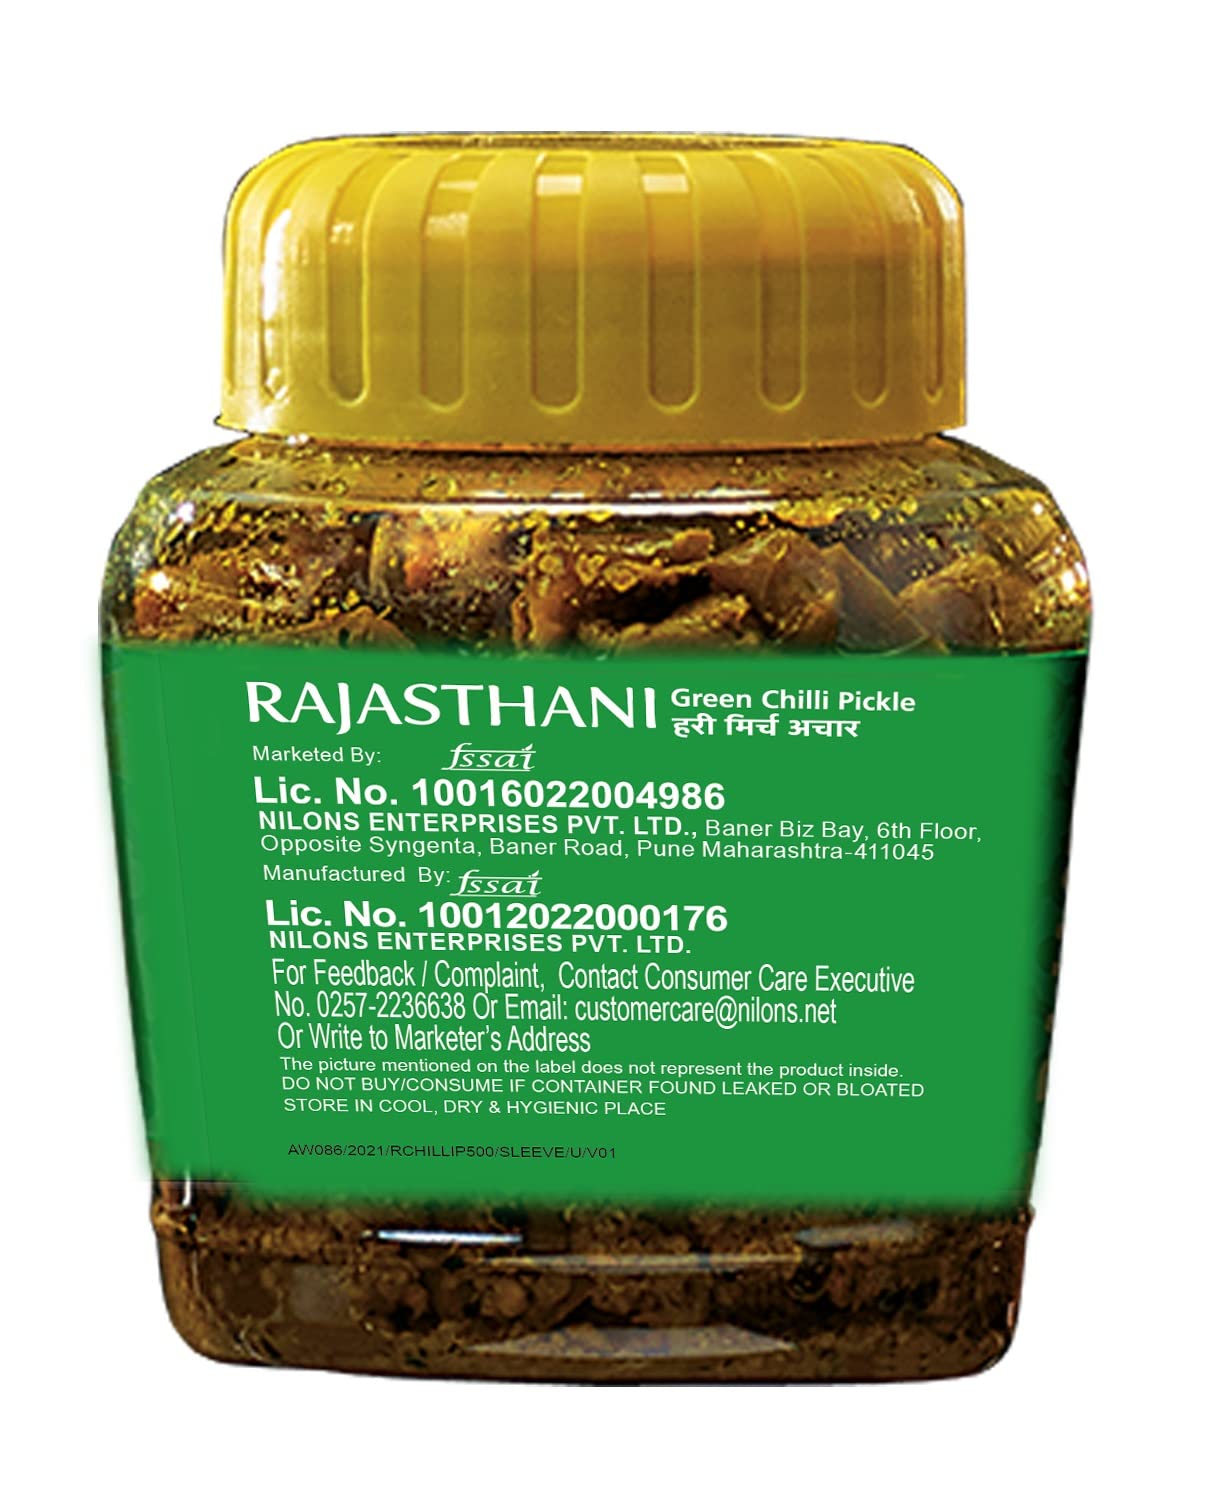 RAJASTHANI Green Chilli Pickle
हरी मिर्च अचार
Marketed By: fssai
Lic. No. 10016022004986
NILONS ENTERPRISES PVT. LTD., Baner Biz Bay, 6th Floor,
Opposite Syngenta, Baner Road, Pune Maharashtra-411045
Manufactured By: fssai
Lic. No. 10012022000176
NILONS ENTERPRISES PVT. LTD.
For Feedback / Complaint, Contact Consumer Care Executive
No. 0257-2236638 Or Email: customercare@nilons.net
Or Write to Marketer's Address
The picture mentioned on the label does not represent the product inside.
DO NOT BUY/CONSUME IF CONTAINER FOUND LEAKED OR BLOATED
STORE IN COOL, DRY & HYGIENIC PLACE
AW086/2021/RCHILLIP500/SLEEVE/U/V01